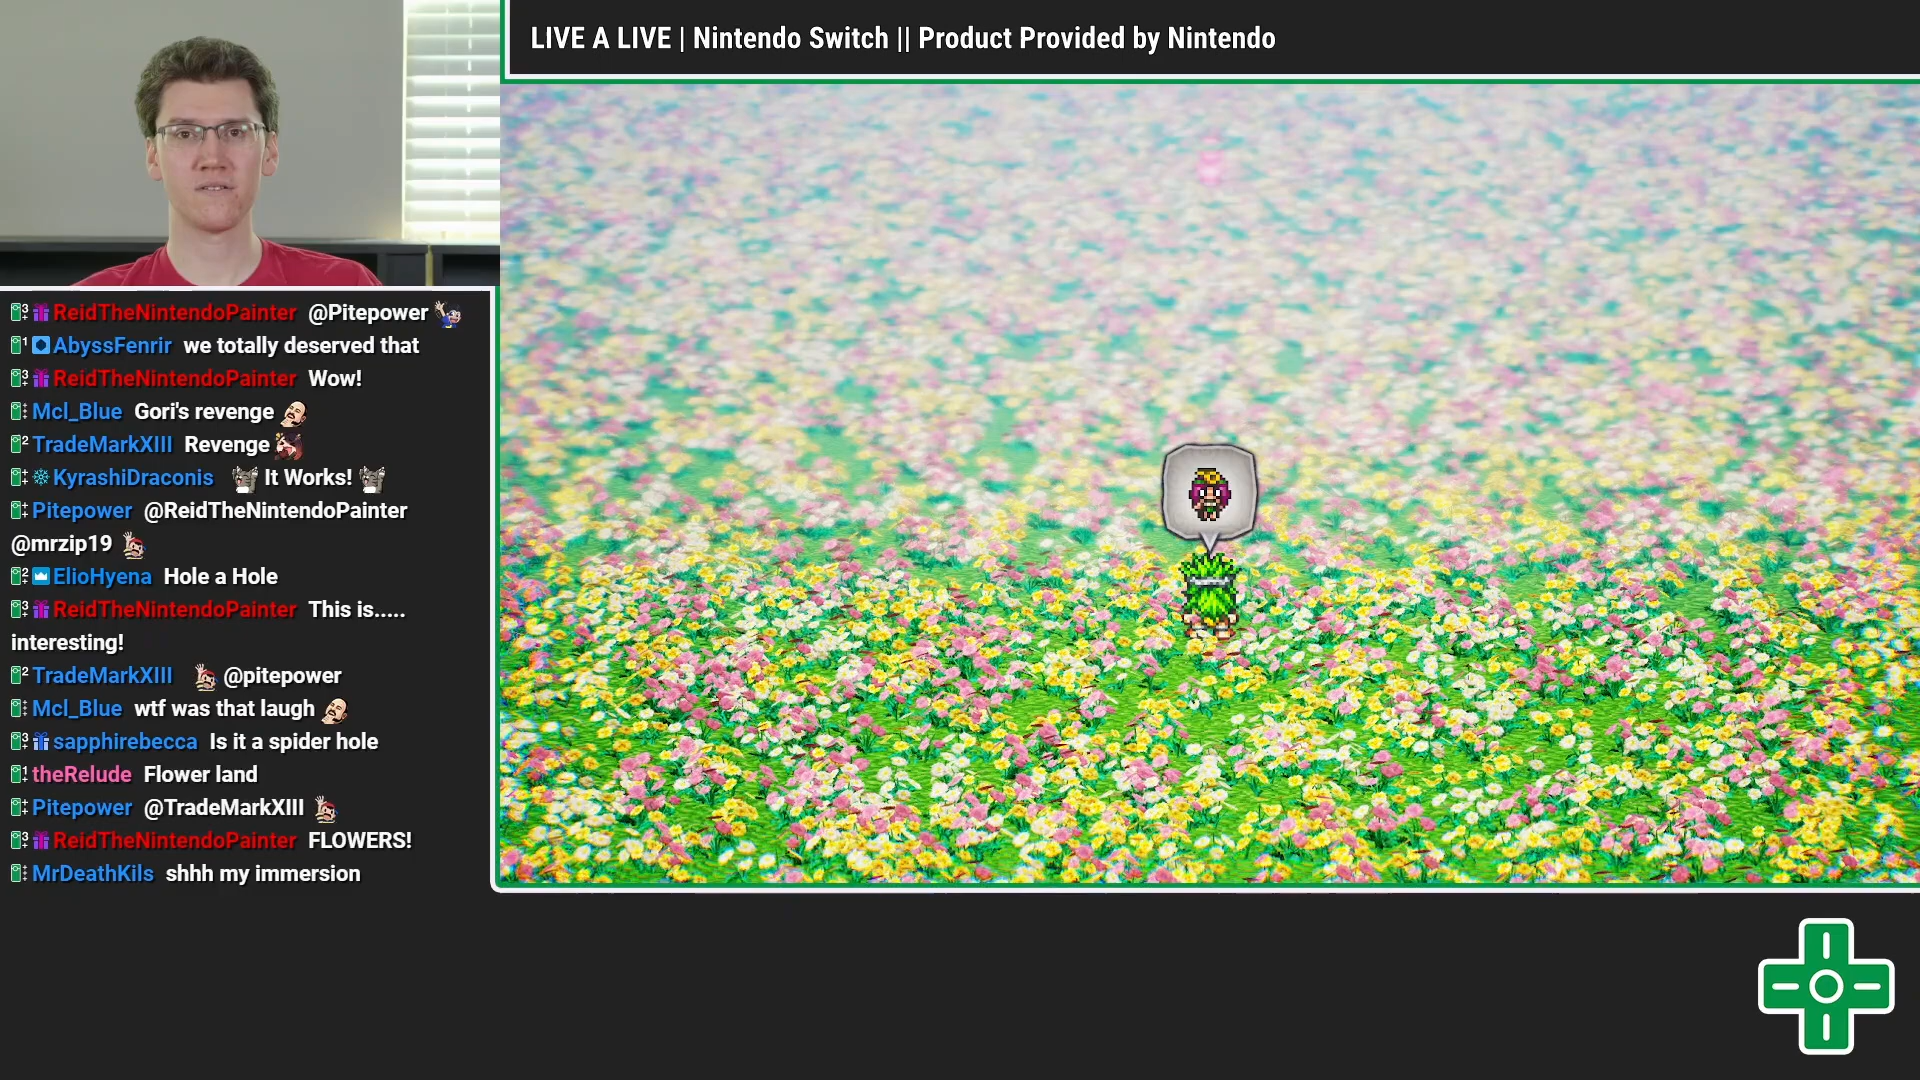 LIVE A LIVE | Nintendo Switch || Product Provided by Nintendo
ReidTheNintendoPainter @Pitepower
AbyssFenrir we totally deserved that
ReidTheNintendoPainter Wow!
Mcl_Blue Gori's revenge
TradeMarkXIII Revenge
KyrashiDraconis It Works!
Pitepower @ReidTheNintendoPainter
@mrzip19
ElioHyena Hole a Hole
ReidTheNintendoPainter This is.....
interesting!
TradeMarkXIII @pitepower
Mcl_Blue wtf was that laugh
sapphirebecca Is it a spider hole
theRelude Flower land
Pitepower @TradeMarkXIII
ReidTheNintendoPainter FLOWERS!
MrDeathKils shhh my immersion